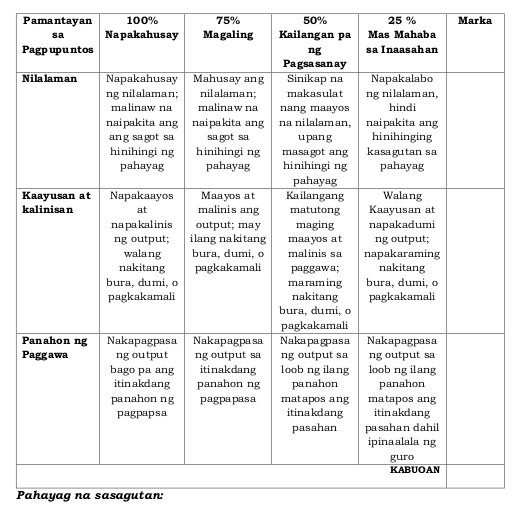 Pamantayan sa Pagpupuntos
100% Napakahusay
75% Magaling
50% Kailangan pa ng Pagsasanay
25 % Mas Mahaba sa Inaasahan
Marka
Nilalaman
Napakahusay ng nilalaman; malinaw na naipakita ang ang sagot sa hinihingi ng pahayag
Mahusay ang nilalaman; malinaw na naipakita ang sagot sa hinihingi ng pahayag
Sinikap na makasulat nang maayos na nilalaman, upang masagot ang hinihingi ng pahayag
Napakalabo ng nilalaman, hindi naipakita ang hinihinging kasagutan sa pahayag
Kaayusan at kalinisan
Napakaayos at napakalinis ng output; walang nakitang bura, dumi, o pagkakamali
Maayos at malinis ang output; may ilang nakitang bura, dumi, o pagkakamali
Kailangang matutong maging maayos at malinis sa paggawa; maraming nakitang bura, dumi, o pagkakamali
Walang Kaayusan at napakadumi ng output; napakaraming nakitang bura, dumi, o pagkakamali
Panahon ng Paggawa
Nakapagpasa ng output bago pa ang itinakdang panahon ng pagpapsa
Nakapagpasa ng output sa itinakdang panahon ng pagpapasa
Nakapagpasa ng output sa loob ng ilang panahon matapos ang itinakdang pasahan
Nakapagpasa ng output sa loob ng ilang panahon matapos ang itinakdang pasahan dahil ipinaalala ng guro
KABUOAN
Pahayag na sasagutan: